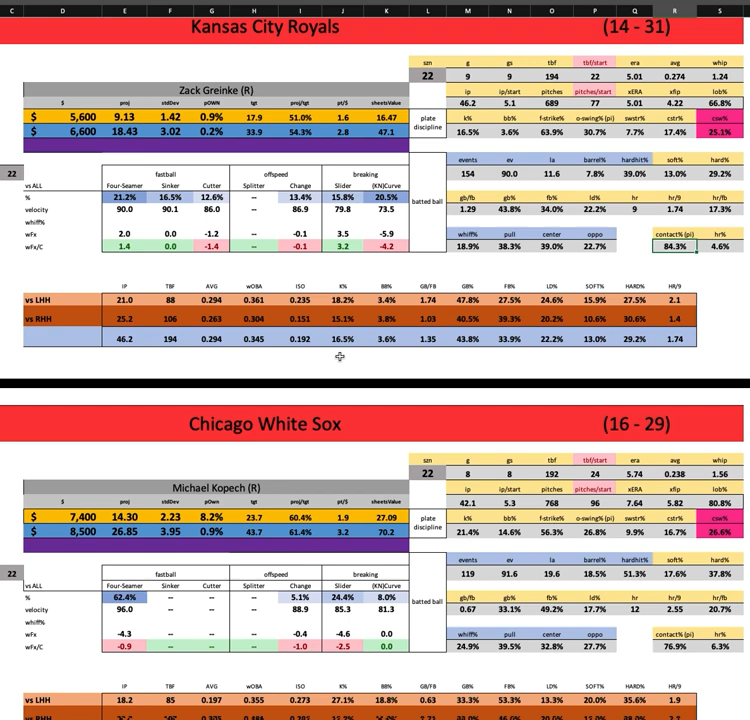 C D E F G H I J K L M N O P Q R S
Kansas City Royals (14 - 31)
szn g gs tbf tbf/start era avg whip
22 9 9 194 22 5.01 0.274 1.24
Zack Greinke (R) ip ip/start pitches pitches/start xERA xfip lob%
$ proj stdDev pOWN tgt proj/tgt pt/$ sheetsValue 46.2 5.1 689 77 5.01 4.22 66.8%
$ 5,600 9.13 1.42 0.9% 17.9 51.0% 1.6 16.47 plate discipline k% bb% f-strike% o-swing% (pi) swstr% cstr% csw%
$ 6,600 18.43 3.02 0.2% 33.9 54.3% 2.8 47.1 16.5% 3.6% 63.9% 30.7% 7.7% 17.4% 25.1%
events ev la barrel% hardhit% soft% hard%
22 fastball offspeed breaking 154 90.0 11.6 7.8% 39.0% 13.0% 29.2%
vs ALL Four-Seamer Sinker Cutter Splitter Change Slider (KN)Curve
% 21.2% 16.5% 12.6% -- 13.4% 15.8% 20.5% batted ball gb/fb gb% fb% ld% hr hr/9 hr/fb
velocity 90.0 90.1 86.0 -- 86.9 79.8 73.5 1.29 43.8% 34.0% 22.2% 9 1.74 17.3%
whiff%
wFx 2.0 0.0 -1.2 -- -0.1 3.5 -5.9 whiff% pull center oppo contact% (pi) hr%
wFx/C 1.4 0.0 -1.4 -- -0.1 3.2 -4.2 18.9% 38.3% 39.0% 22.7% 84.3% 4.6%
IP TBF AVG wOBA ISO K% BB% GB/FB GB% FB% LD% SOFT% HARD% HR/9
vs LHH 21.0 88 0.294 0.361 0.235 18.2% 3.4% 1.74 47.8% 27.5% 24.6% 15.9% 27.5% 2.1
vs RHH 25.2 106 0.263 0.304 0.151 15.1% 3.8% 1.03 40.5% 39.3% 20.2% 10.6% 30.6% 1.4
46.2 194 0.294 0.345 0.192 16.5% 3.6% 1.35 43.8% 33.9% 22.2% 13.0% 29.2% 1.74
Chicago White Sox (16 - 29)
szn g gs tbf tbf/start era avg whip
22 8 8 192 24 5.74 0.238 1.56
Michael Kopech (R) ip ip/start pitches pitches/start xERA xfip lob%
$ proj stdDev pOwn tgt proj/tgt pt/$ sheetsValue 42.1 5.3 768 96 7.64 5.82 80.8%
$ 7,400 14.30 2.23 8.2% 23.7 60.4% 1.9 27.09 plate discipline k% bb% f-strike% o-swing% (pi) swstr% cstr% csw%
$ 8,500 26.85 3.95 0.9% 43.7 61.4% 3.2 70.2 21.4% 14.6% 56.3% 26.8% 9.9% 16.7% 26.6%
events ev la barrel% hardhit% soft% hard%
22 fastball offspeed breaking 119 91.6 19.6 18.5% 51.3% 17.6% 37.8%
vs ALL Four-Seamer Sinker Cutter Splitter Change Slider (KN)Curve
% 62.4% -- -- -- 5.1% 24.4% 8.0% batted ball gb/fb gb% fb% ld% hr hr/9 hr/fb
velocity 96.0 -- -- -- 88.9 85.3 81.3 0.67 33.1% 49.2% 17.7% 12 2.55 20.7%
whiff%
wFx -4.3 -- -- -- -0.4 -4.6 0.0 whiff% pull center oppo contact% (pi) hr%
wFx/C -0.9 -- -- -- -1.0 -2.5 0.0 24.9% 39.5% 32.8% 27.7% 76.9% 6.3%
IP TBF AVG wOBA ISO K% BB% GB/FB GB% FB% LD% SOFT% HARD% HR/9
vs LHH 18.2 85 0.197 0.355 0.273 27.1% 18.8% 0.63 33.3% 53.3% 13.3% 20.0% 35.6% 1.9
vs RHH